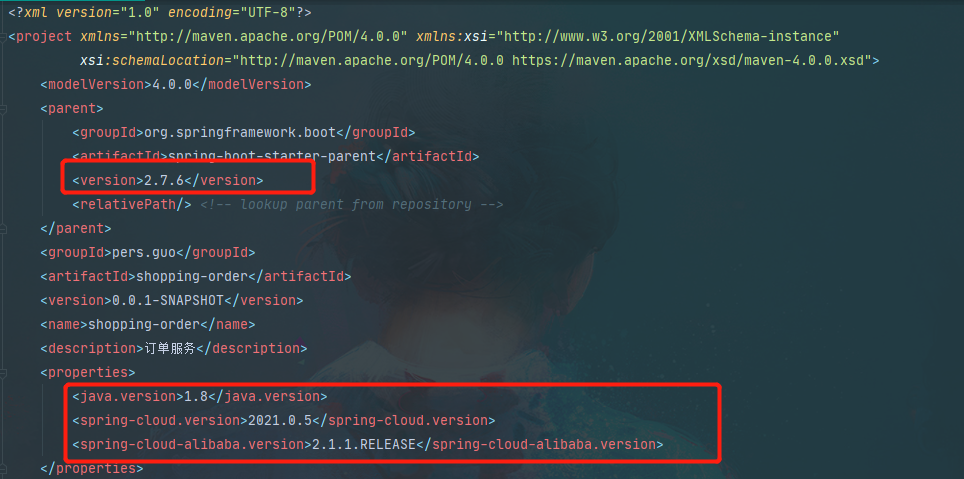 <?xml version="1.0" encoding="UTF-8"?>
<project xmlns="http://maven.apache.org/POM/4.0.0" xmlns:xsi="http://www.w3.org/2001/XMLSchema-instance"
xsi:schemaLocation="http://maven.apache.org/POM/4.0.0 https://maven.apache.org/xsd/maven-4.0.0.xsd">
<modelVersion>4.0.0</modelVersion>
<parent>
<groupId>org.springframework.boot</groupId>
<artifactId>spring-boot-starter-parent</artifactId>
<version>2.7.6</version>
<relativePath/> <!-- lookup parent from repository -->
</parent>
<groupId>pers.guo</groupId>
<artifactId>shopping-order</artifactId>
<version>0.0.1-SNAPSHOT</version>
<name>shopping-order</name>
<description>订单服务</description>
<properties>
<java.version>1.8</java.version>
<spring-cloud.version>2021.0.5</spring-cloud.version>
<spring-cloud-alibaba.version>2.1.1.RELEASE</spring-cloud-alibaba.version>
</properties>